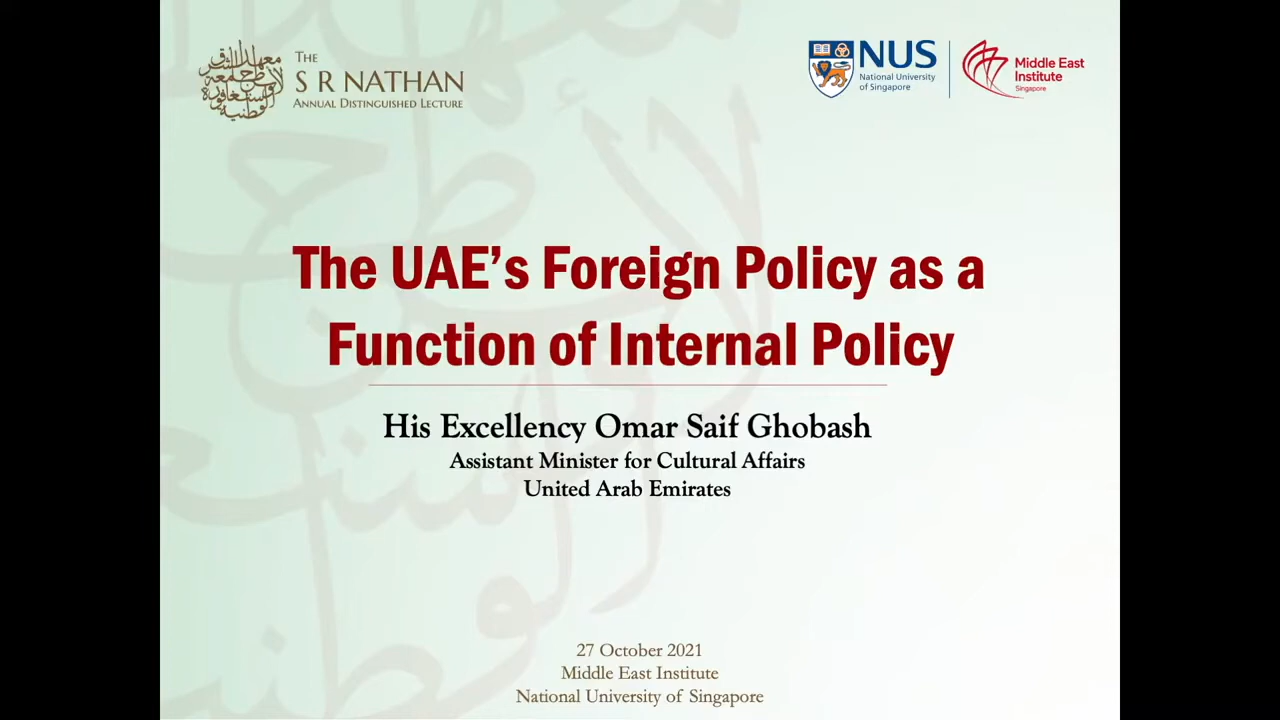 THE
S R NATHAN
ANNUAL DISTINGUISHED LECTURE
NUS
National University
of Singapore
Middle East
Institute
Singapore
The UAE’s Foreign Policy as a
Function of Internal Policy
His Excellency Omar Saif Ghobash
Assistant Minister for Cultural Affairs
United Arab Emirates
27 October 2021
Middle East Institute
National University of Singapore